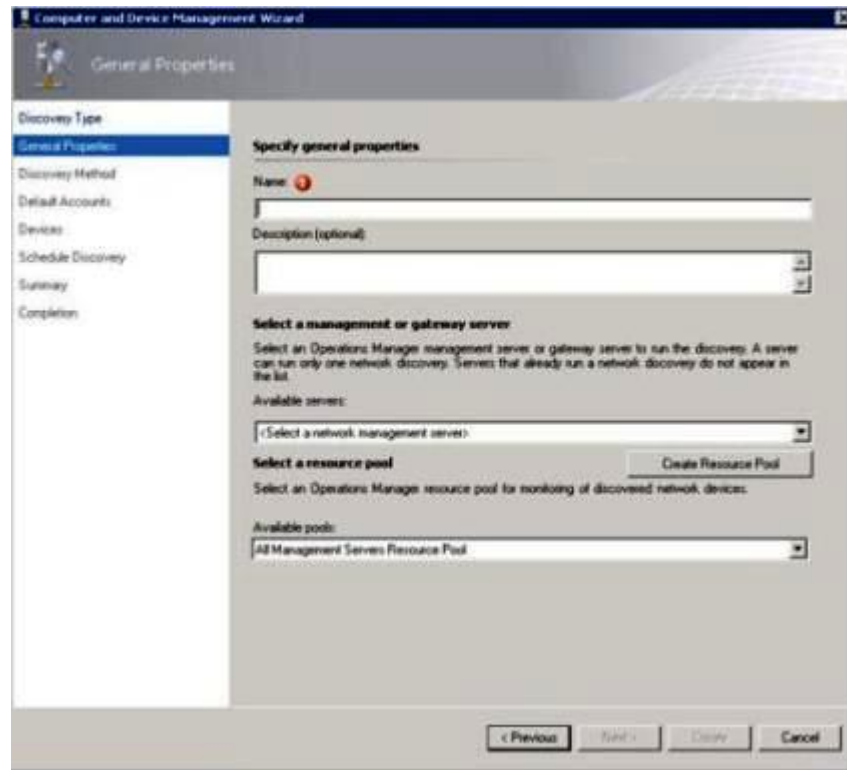 Computer and Device Management Wizard
General Properties
Discovery Type
General Properties
Discovery Method
Default Accounts
Devices
Schedule Discovery
Summary
Completion
Specify general properties
Name:
Description (optional):
Select a management or gateway server
Select an Operations Manager management server or gateway server to run the discovery. A server
can run only one network discovery. Servers that already run a network discovery do not appear in
the list.
Available servers:
<Select a network management server>
Select a resource pool
Create Resource Pool
Select an Operations Manager resource pool for monitoring of discovered network devices.
Available pools:
All Management Servers Resource Pool
< Previous
Next >
Create
Cancel